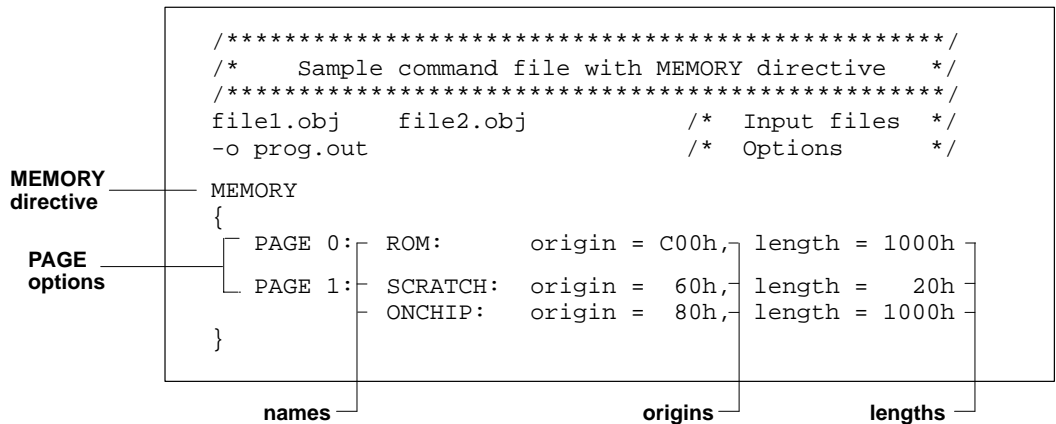 /**************************************************/
/*    Sample command file with MEMORY directive   */
/**************************************************/
file1.obj    file2.obj           /*  Input files  */
-o prog.out                      /*  Options      */
MEMORY
directive
MEMORY
{
PAGE 0: ROM:      origin = C00h, length = 1000h
PAGE
options
PAGE 1: SCRATCH:  origin =  60h, length =   20h
ONCHIP:   origin =  80h, length = 1000h
}
names origins lengths